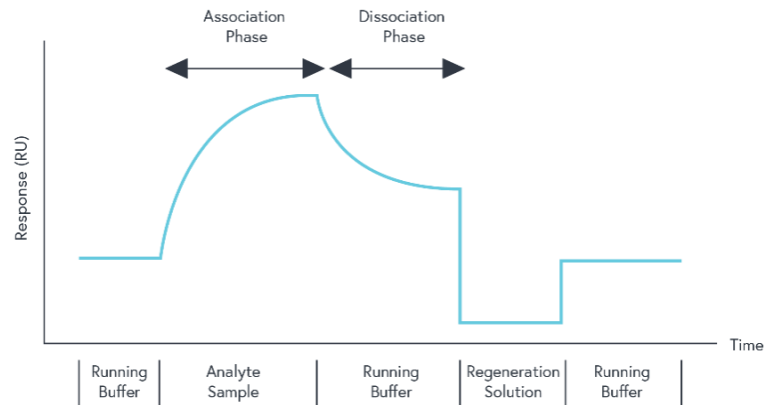 Association
Phase
Dissociation
Phase
Response (RU)
Time
Running
Buffer
Analyte
Sample
Running
Buffer
Regeneration
Solution
Running
Buffer